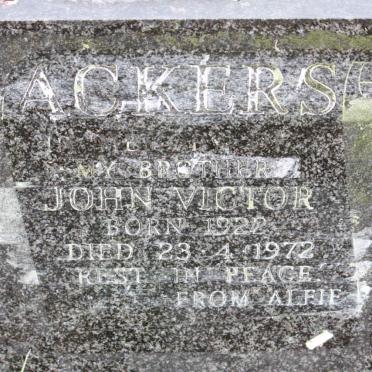 ACKERS
MY BROTHER
JOHN VICTOR
BORN 1922
DIED 23 4 1972
REST IN PEACE
FROM ALFIE